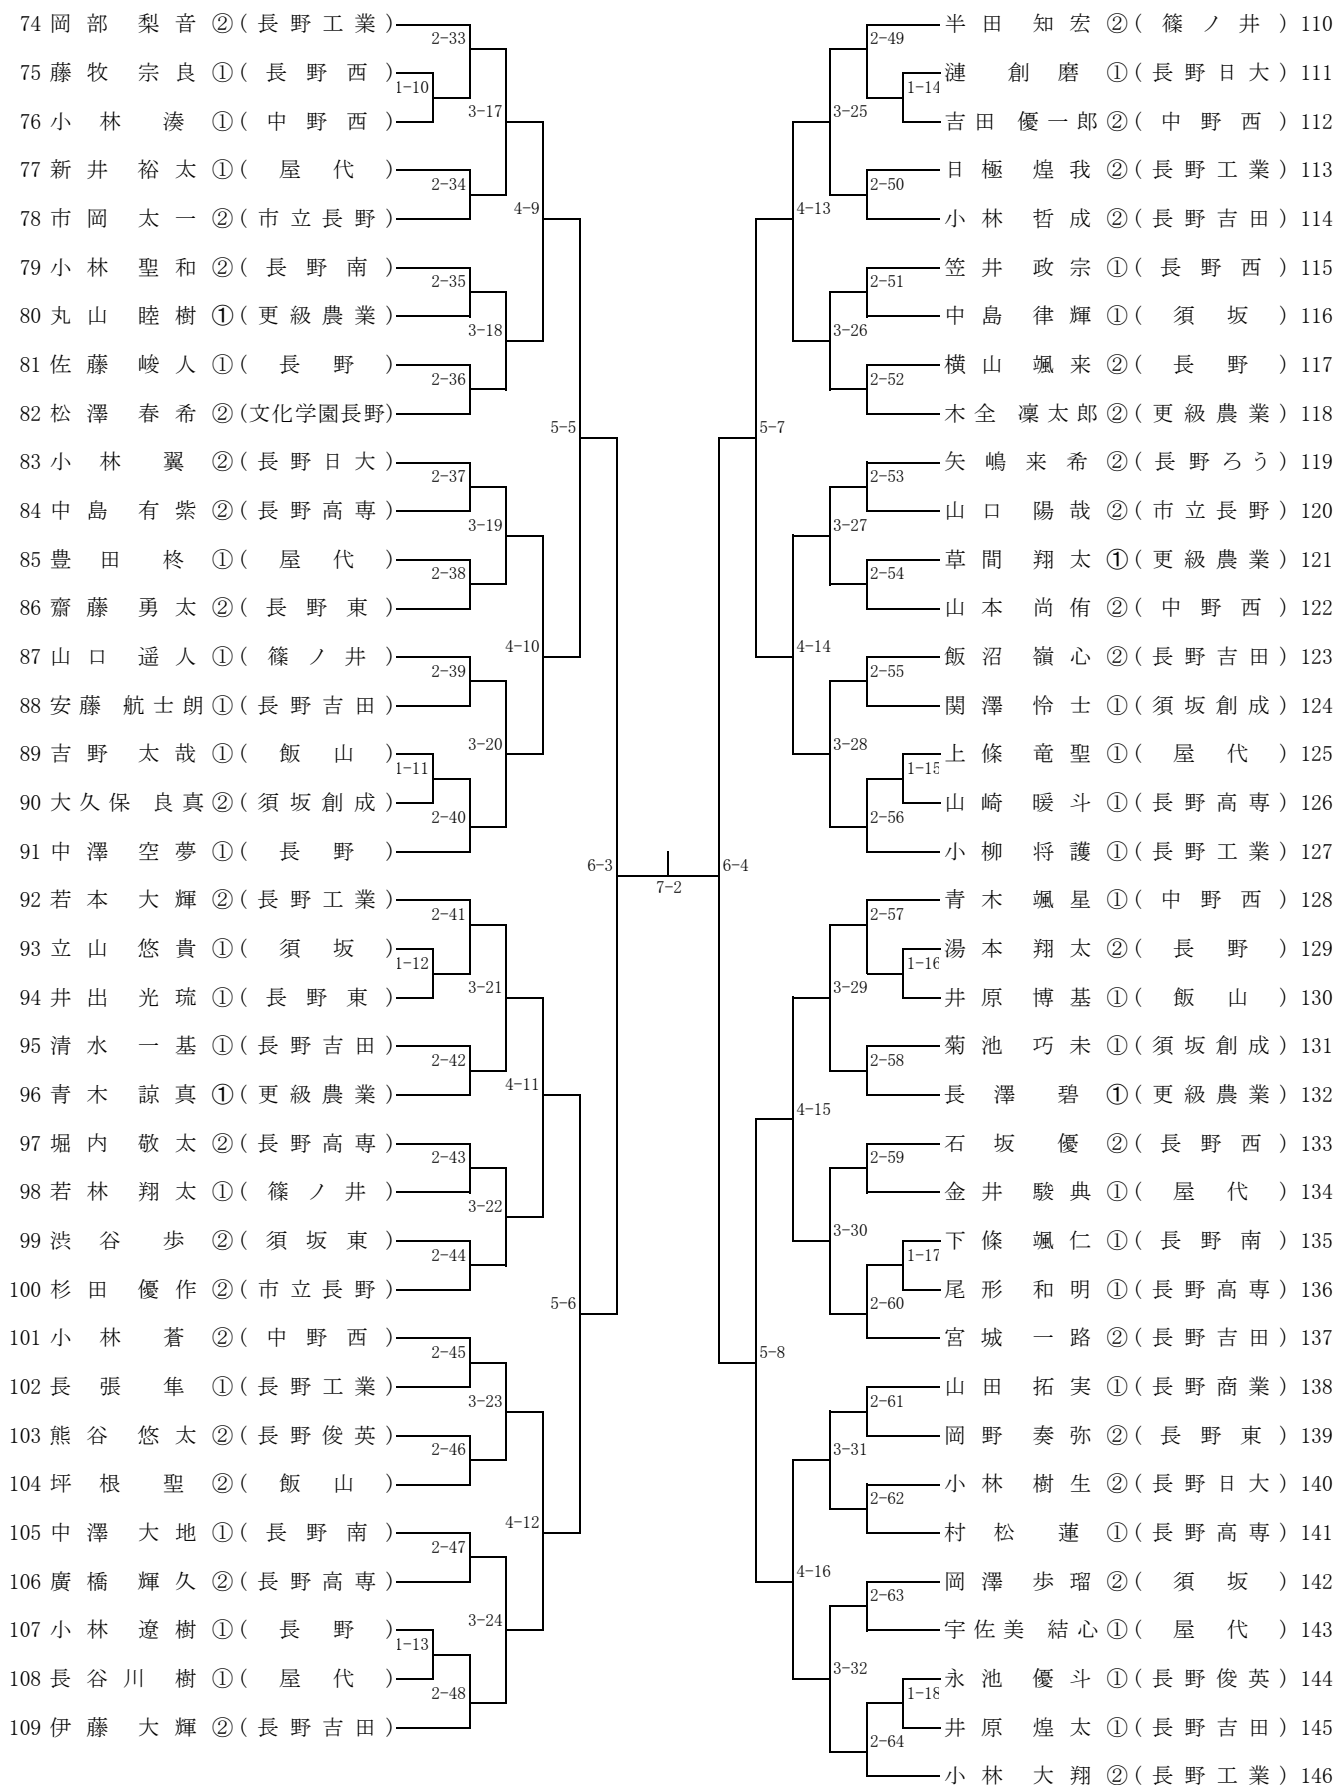 74 岡部 梨音 ②(長野工業)
2-33
75 藤牧 宗良 ①(長野西)
1-10
76 小林 湊 ①(中野西)
3-17
77 新井 裕太 ①(屋代)
2-34
78 市岡 太一 ②(市立長野)
4-9
79 小林 聖和 ②(長野南)
2-35
80 丸山 睦樹 ①(更級農業)
3-18
81 佐藤 峻人 ①(長野)
2-36
82 松澤 春希 ②(文化学園長野)
5-5
83 小林 翼 ②(長野日大)
2-37
84 中島 有紫 ②(長野高専)
3-19
85 豊田 柊 ①(屋代)
2-38
86 齋藤 勇太 ②(長野東)
4-10
87 山口 遥人 ①(篠ノ井)
2-39
88 安藤 航士朗 ①(長野吉田)
3-20
89 吉野 太哉 ①(飯山)
1-11
90 大久保 良真 ②(須坂創成)
2-40
91 中澤 空夢 ①(長野)
6-3
92 若本 大輝 ②(長野工業)
2-41
93 立山 悠貴 ①(須坂)
1-12
94 井出 光琉 ①(長野東)
3-21
95 清水 一基 ①(長野吉田)
2-42
96 青木 諒真 ①(更級農業)
4-11
97 堀内 敬太 ②(長野高専)
2-43
98 若林 翔太 ①(篠ノ井)
3-22
99 渋谷 歩 ②(須坂東)
2-44
100 杉田 優作 ②(市立長野)
5-6
101 小林 蒼 ②(中野西)
2-45
102 長張 隼 ①(長野工業)
3-23
103 熊谷 悠太 ②(長野俊英)
2-46
104 坪根 聖 ②(飯山)
4-12
105 中澤 大地 ①(長野南)
2-47
106 廣橋 輝久 ②(長野高専)
3-24
107 小林 遼樹 ①(長野)
1-13
108 長谷川 樹 ①(屋代)
2-48
109 伊藤 大輝 ②(長野吉田)
7-2
半田 知宏 ②(篠ノ井) 110
2-49
漣 創磨 ①(長野日大) 111
1-14
吉田 優一郎 ②(中野西) 112
3-25
日極 煌我 ②(長野工業) 113
2-50
小林 哲成 ②(長野吉田) 114
4-13
笠井 政宗 ①(長野西) 115
2-51
中島 律輝 ①(須坂) 116
3-26
横山 颯来 ②(長野) 117
2-52
木全 凜太郎 ②(更級農業) 118
5-7
矢嶋 来希 ②(長野ろう) 119
2-53
山口 陽哉 ②(市立長野) 120
3-27
草間 翔太 ①(更級農業) 121
2-54
山本 尚侑 ②(中野西) 122
4-14
飯沼 嶺心 ②(長野吉田) 123
2-55
関澤 怜士 ①(須坂創成) 124
3-28
上條 竜聖 ①(屋代) 125
1-15
山崎 暖斗 ①(長野高専) 126
2-56
小柳 将護 ①(長野工業) 127
6-4
青木 颯星 ①(中野西) 128
2-57
湯本 翔太 ②(長野) 129
1-16
井原 博基 ①(飯山) 130
3-29
菊池 巧未 ①(須坂創成) 131
2-58
長澤 碧 ①(更級農業) 132
4-15
石坂 優 ②(長野西) 133
2-59
金井 駿典 ①(屋代) 134
3-30
下條 颯仁 ①(長野南) 135
1-17
尾形 和明 ①(長野高専) 136
2-60
宮城 一路 ②(長野吉田) 137
5-8
山田 拓実 ①(長野商業) 138
2-61
岡野 奏弥 ②(長野東) 139
3-31
小林 樹生 ②(長野日大) 140
2-62
村松 蓮 ①(長野高専) 141
4-16
岡澤 歩瑠 ②(須坂) 142
2-63
宇佐美 結心 ①(屋代) 143
3-32
永池 優斗 ①(長野俊英) 144
1-18
井原 煌太 ①(長野吉田) 145
2-64
小林 大翔 ②(長野工業) 146